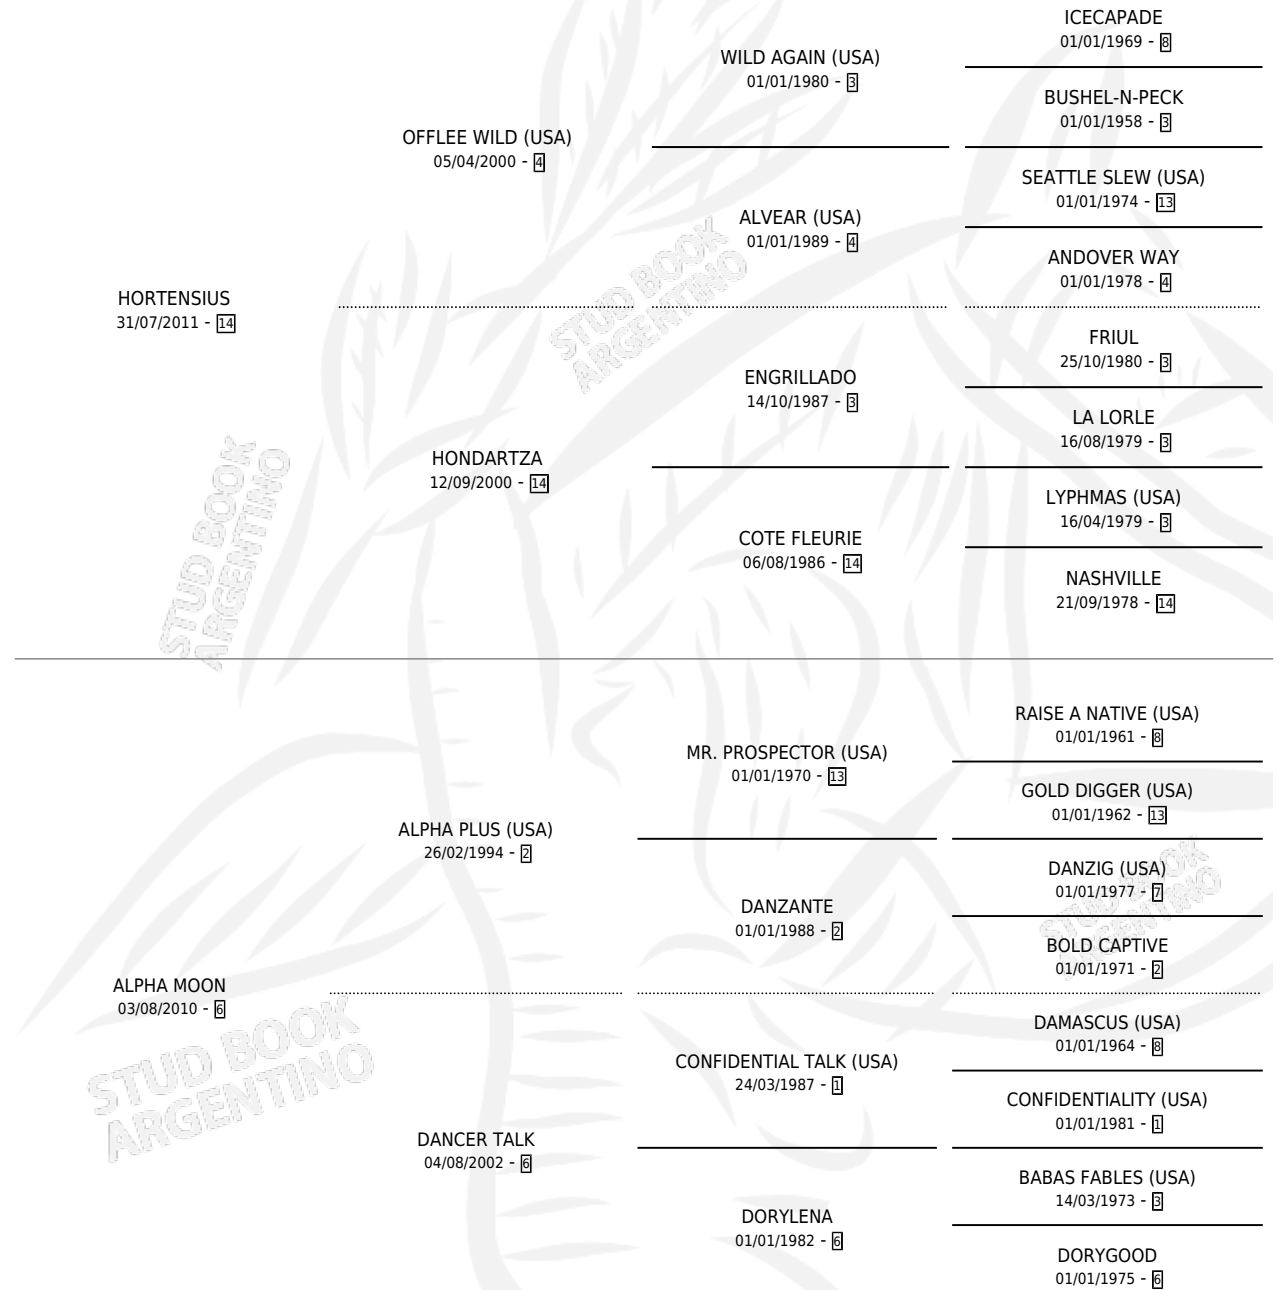 ICECAPADE
01/01/1969 - 8
WILD AGAIN (USA)
01/01/1980 - 3
BUSHEL-N-PECK
01/01/1958 - 3
OFFLEE WILD (USA)
05/04/2000 - 4
SEATTLE SLEW (USA)
01/01/1974 - 13
ALVEAR (USA)
01/01/1989 - 4
ANDOVER WAY
01/01/1978 - 4
HORTENSIUS
31/07/2011 - 14
FRIUL
25/10/1980 - 3
ENGRILLADO
14/10/1987 - 3
LA LORLE
16/08/1979 - 3
HONDARTZA
12/09/2000 - 14
LYPHMAS (USA)
16/04/1979 - 3
COTE FLEURIE
06/08/1986 - 14
NASHVILLE
21/09/1978 - 14
STUD BOOK
ARGENTINO
STUD BOOK
ARGENTINO
RAISE A NATIVE (USA)
01/01/1961 - 8
MR. PROSPECTOR (USA)
01/01/1970 - 13
GOLD DIGGER (USA)
01/01/1962 - 13
ALPHA PLUS (USA)
26/02/1994 - 2
DANZIG (USA)
01/01/1977 - 7
DANZANTE
01/01/1988 - 2
BOLD CAPTIVE
01/01/1971 - 2
ALPHA MOON
03/08/2010 - 6
DAMASCUS (USA)
01/01/1964 - 8
CONFIDENTIAL TALK (USA)
24/03/1987 - 1
CONFIDENTIALITY (USA)
01/01/1981 - 1
DANCER TALK
04/08/2002 - 6
BABAS FABLES (USA)
14/03/1973 - 3
DORYLENA
01/01/1982 - 6
DORYGOOD
01/01/1975 - 6
STUD BOOK
ARGENTINO
STUD BOOK
ARGENTINO